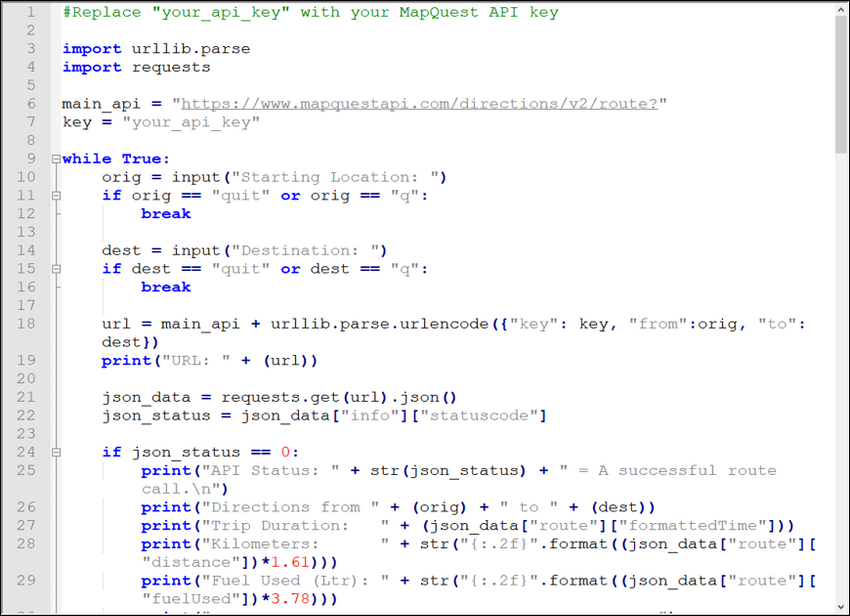 1 #Replace "your_api_key" with your MapQuest API key
2
3 import urllib.parse
4 import requests
5
6 main_api = "https://www.mapquestapi.com/directions/v2/route?"
7 key = "your_api_key"
8
9 while True:
10     orig = input("Starting Location: ")
11     if orig == "quit" or orig == "q":
12         break
13
14     dest = input("Destination: ")
15     if dest == "quit" or dest == "q":
16         break
17
18     url = main_api + urllib.parse.urlencode({"key": key, "from":orig, "to":
    dest})
19     print("URL: " + (url))
20
21     json_data = requests.get(url).json()
22     json_status = json_data["info"]["statuscode"]
23
24     if json_status == 0:
25         print("API Status: " + str(json_status) + " = A successful route
        call.\n")
26         print("Directions from " + (orig) + " to " + (dest))
27         print("Trip Duration:   " + (json_data["route"]["formattedTime"]))
28         print("Kilometers:      " + str("{:.2f}".format((json_data["route"][
        "distance"])*1.61)))
29         print("Fuel Used (Ltr): " + str("{:.2f}".format((json_data["route"][
        "fuelUsed"])*3.78)))